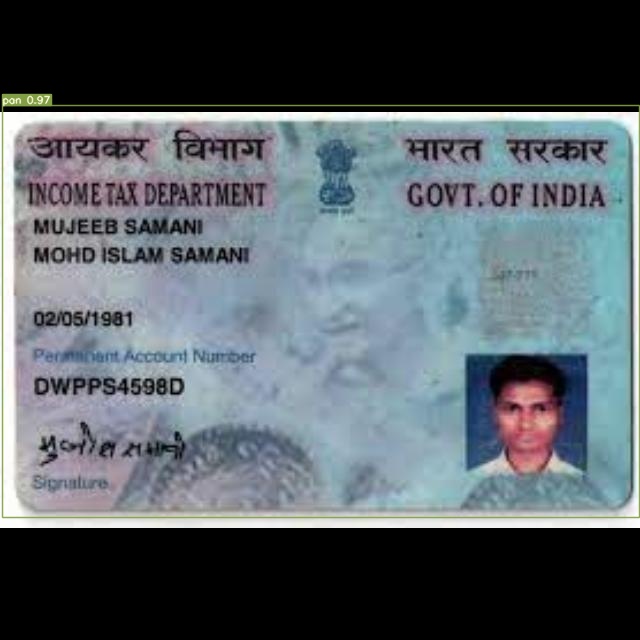 pan 0.97
आयकर विभाग
भारत सरकार
INCOME TAX DEPARTMENT
GOVT. OF INDIA
MUJEEB SAMANI
MOHD ISLAM SAMANI
02/05/1981
Permanent Account Number
DWPPS4598D
Signature